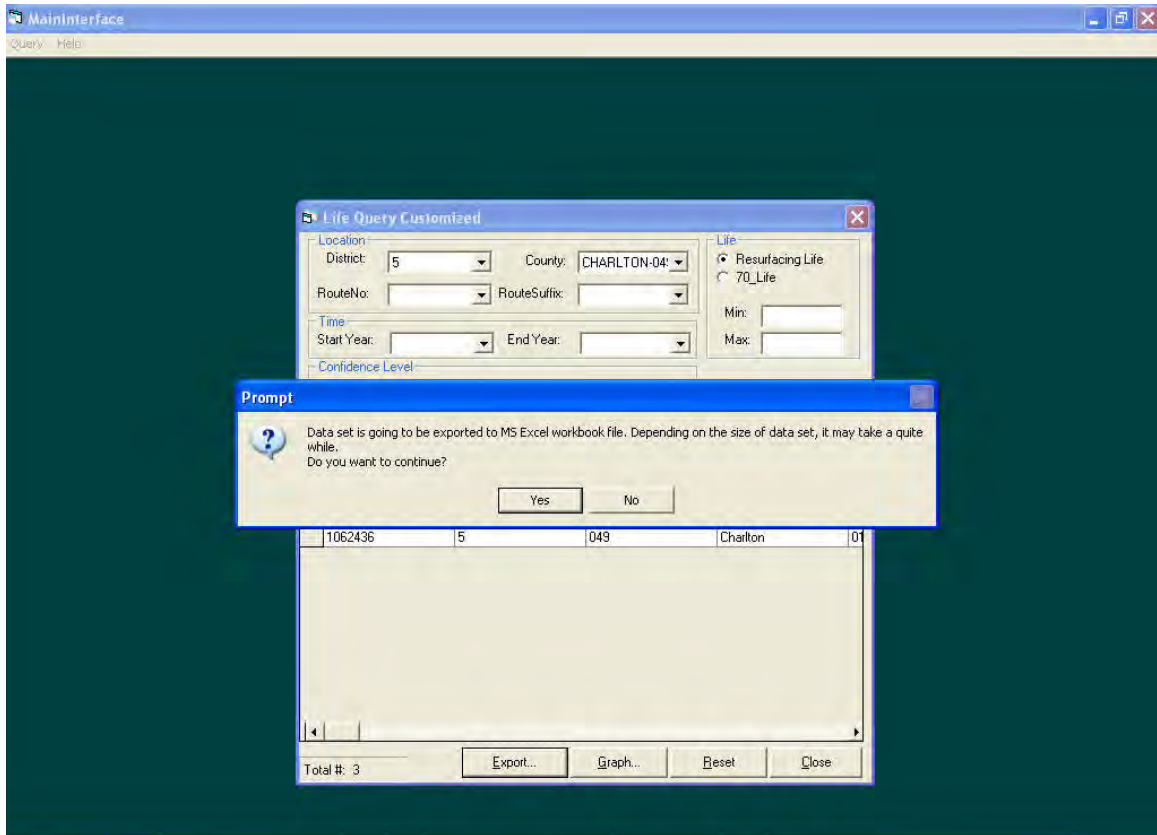 MainInterface
Query Help
Life Query Customized
Location
District: 5 County: CHARLTON-04
RouteNo: RouteSuffix:
Time
Start Year: End Year:
Confidence Level
Life
Resurfacing Life
70_Life
Min:
Max:
Prompt
Data set is going to be exported to MS Excel workbook file. Depending on the size of data set, it may take a quite
while.
Do you want to continue?
Yes No
1062436 5 049 Charlton 01
Total #: 3 Export... Graph... Reset Close